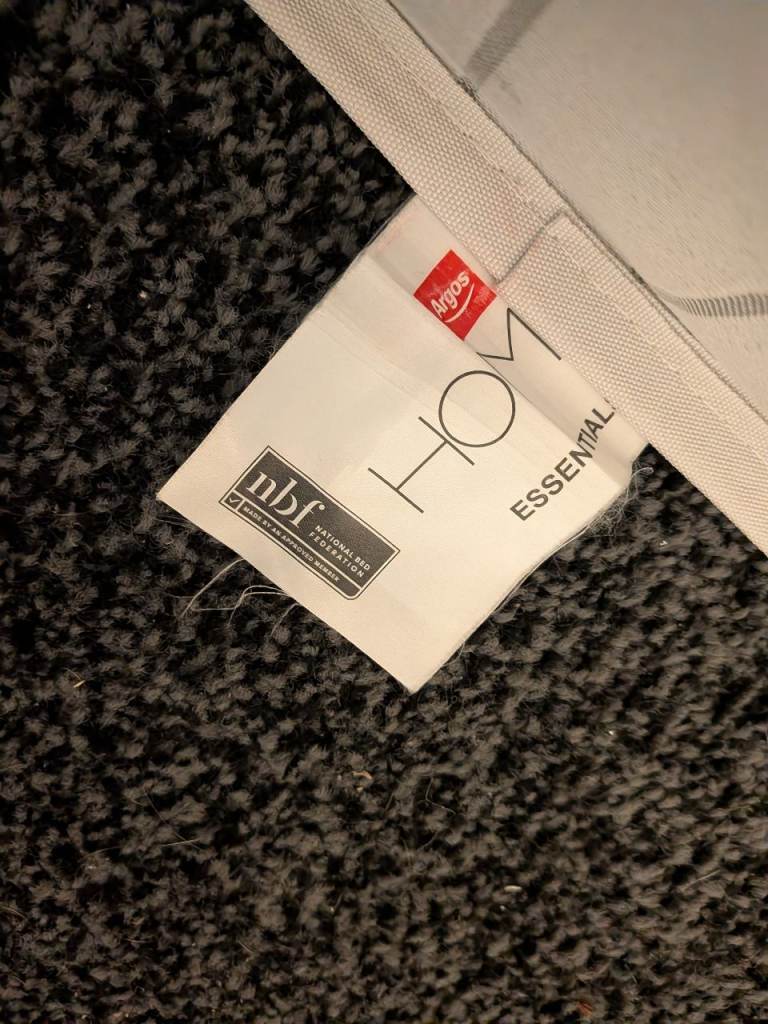 Argos
HOM
ESSENTIAL
nbf
NATIONAL BED
FEDERATION
MADE BY AN APPROVED MEMBER